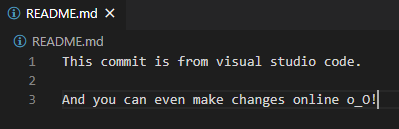 README.md
README.md
1 This commit is from visual studio code.
2
3 And you can even make changes online o_O!